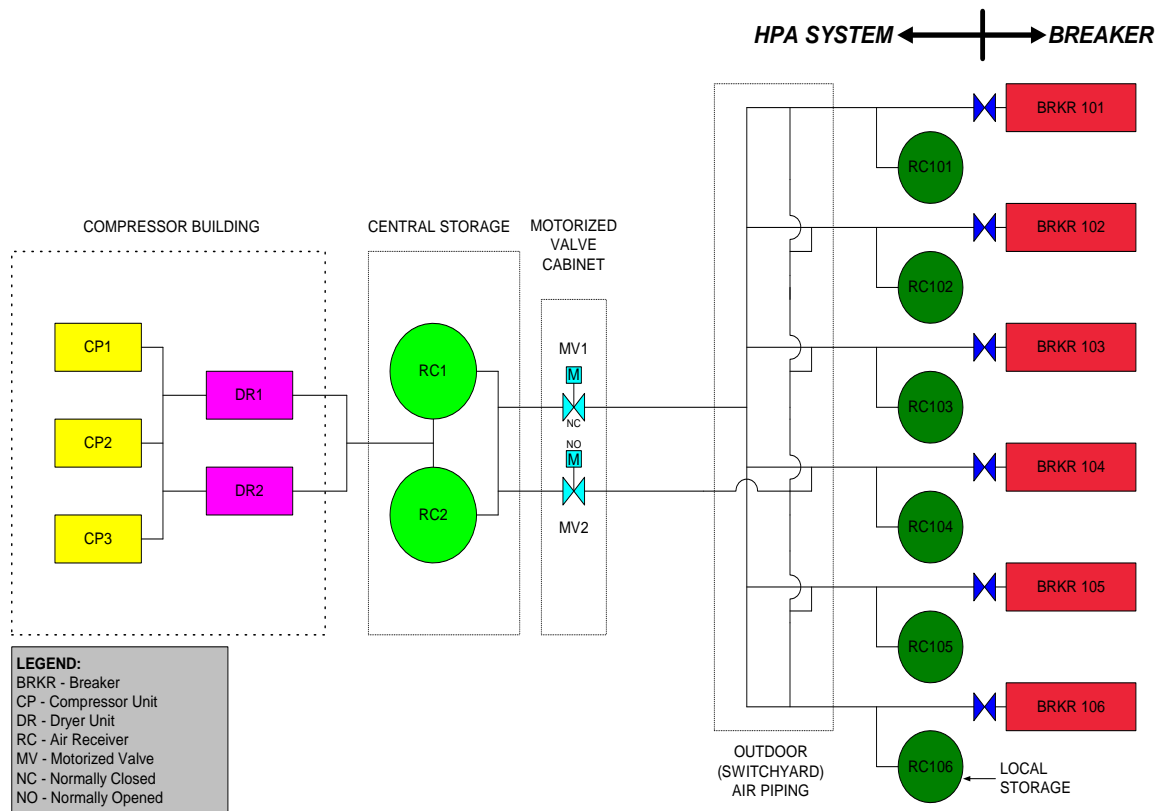 HPA SYSTEM
BREAKER
COMPRESSOR BUILDING
CENTRAL STORAGE
MOTORIZED
VALVE
CABINET
CP1
CP2
CP3
DR1
DR2
RC1
RC2
MV1
M
NC
NO
M
MV2
BRKR 101
RC101
BRKR 102
RC102
BRKR 103
RC103
BRKR 104
RC104
BRKR 105
RC105
BRKR 106
RC106
OUTDOOR
(SWITCHYARD)
AIR PIPING
LOCAL
STORAGE
LEGEND:
BRKR - Breaker
CP - Compressor Unit
DR - Dryer Unit
RC - Air Receiver
MV - Motorized Valve
NC - Normally Closed
NO - Normally Opened